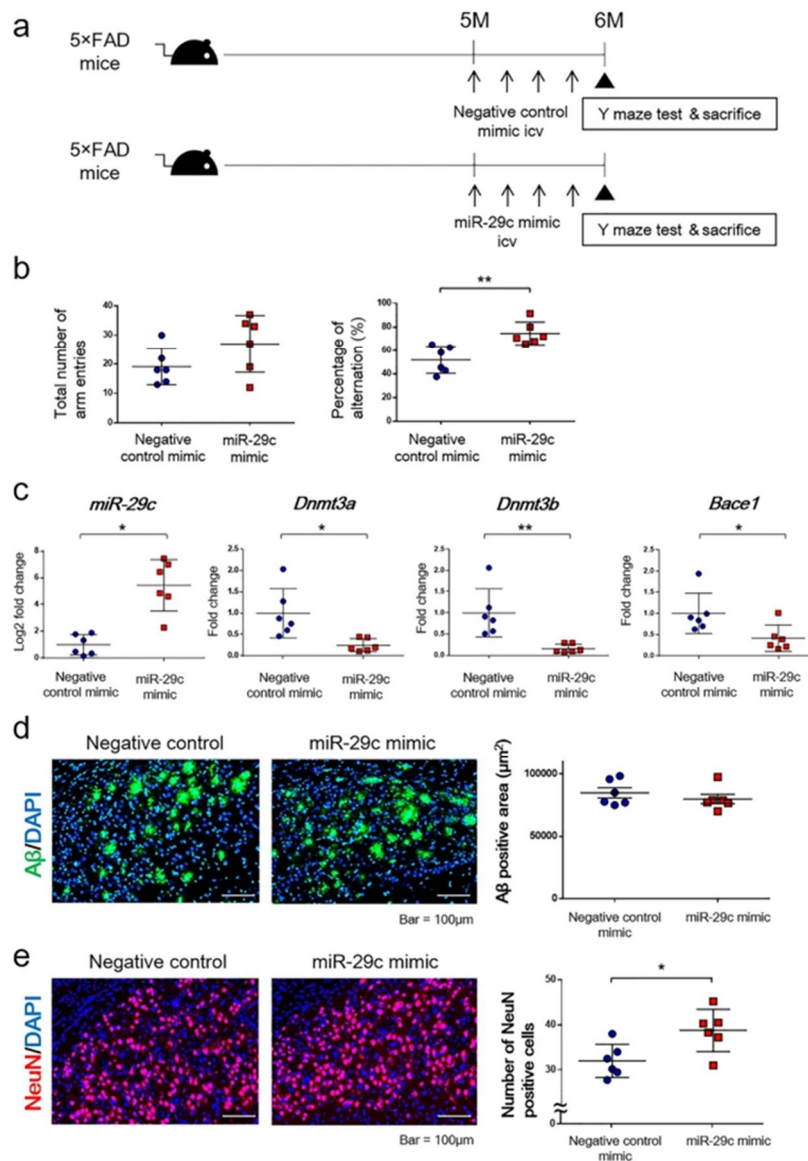 a
5M
6M
5×FAD
mice
Negative control
mimic icv
Y maze test & sacrifice
5×FAD
mice
miR-29c mimic
icv
Y maze test & sacrifice
b
Total number of
arm entries
40
30
20
10
0
Negative
control mimic
miR-29c
mimic
Percentage of
alternation (%)
100
80
60
40
20
0
**
Negative
control mimic
miR-29c
mimic
c
miR-29c
*
Log2 fold change
8
6
4
2
0
Negative
control mimic
miR-29c
mimic
Dnmt3a
*
Fold change
2.5
2.0
1.5
1.0
0.5
0.0
Negative
control mimic
miR-29c
mimic
Dnmt3b
**
Fold change
2.5
2.0
1.5
1.0
0.5
0.0
Negative
control mimic
miR-29c
mimic
Bace1
*
Fold change
2.5
2.0
1.5
1.0
0.5
0.0
Negative
control mimic
miR-29c
mimic
d
Negative control
miR-29c mimic
Aβ/DAPI
Bar = 100μm
Aβ positive area (μm²)
100000
50000
Negative control
mimic
miR-29c mimic
e
Negative control
miR-29c mimic
NeuN/DAPI
Bar = 100μm
Number of NeuN
positive cells
50
40
30
0
*
Negative control
mimic
miR-29c mimic